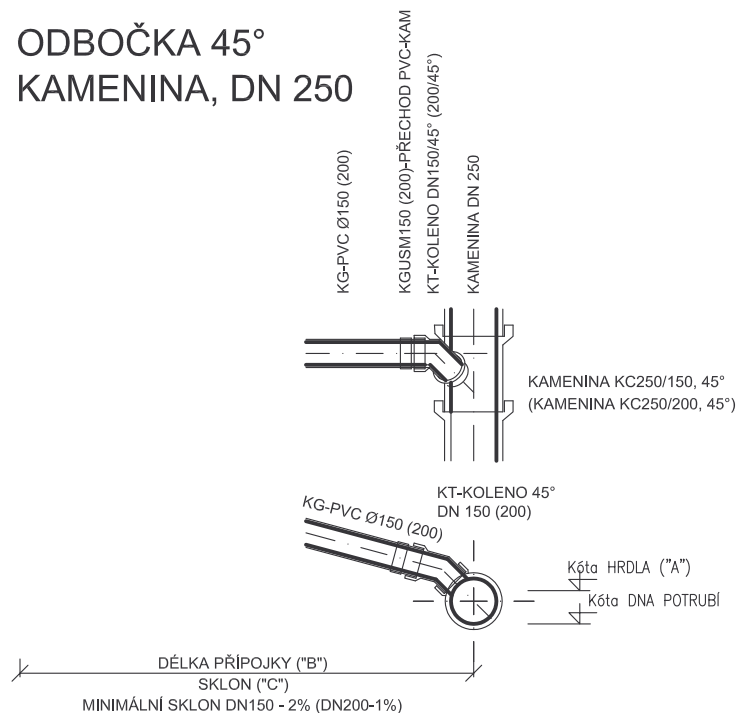 ODBOČKA 45°
KAMENINA, DN 250
KG-PVC Ø150 (200)
KGUSM150 (200)-PŘECHOD PVC-KAM
KT-KOLENO DN150/45° (200/45°)
KAMENINA DN 250
KAMENINA KC250/150, 45°
(KAMENINA KC250/200, 45°)
KT-KOLENO 45°
DN 150 (200)
KG-PVC Ø150 (200)
Kóta HRDLA ("A")
Kóta DNA POTRUBÍ
DÉLKA PŘÍPOJKY ("B")
SKLON ("C")
MINIMÁLNÍ SKLON DN150 - 2% (DN200-1%)